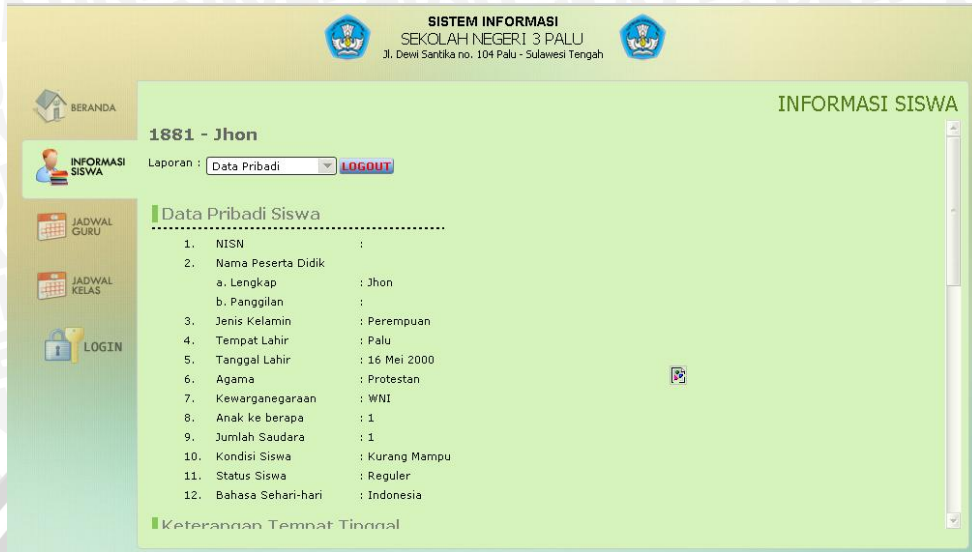 SISTEM INFORMASI
SEKOLAH NEGERI 3 PALU
Jl. Dewi Santika no. 104 Palu - Sulawesi Tengah
BERANDA
INFORMASI SISWA
JADWAL GURU
JADWAL KELAS
LOGIN
INFORMASI SISWA
1881 - Jhon
Laporan : Data Pribadi LOGOUT
Data Pribadi Siswa
1. NISN :
2. Nama Peserta Didik
a. Lengkap : Jhon
b. Panggilan :
3. Jenis Kelamin : Perempuan
4. Tempat Lahir : Palu
5. Tanggal Lahir : 16 Mei 2000
6. Agama : Protestan
7. Kewarganegaraan : WNI
8. Anak ke berapa : 1
9. Jumlah Saudara : 1
10. Kondisi Siswa : Kurang Mampu
11. Status Siswa : Reguler
12. Bahasa Sehari-hari : Indonesia
Keterangan Tempat Tinggal